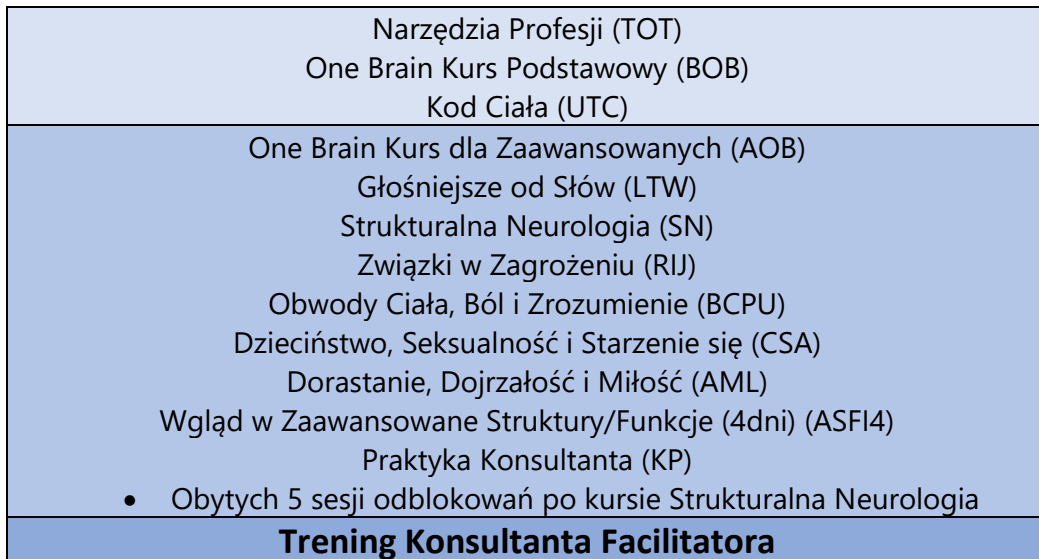 Narzędzia Profesji (TOT)
One Brain Kurs Podstawowy (BOB)
Kod Ciała (UTC)
One Brain Kurs dla Zaawansowanych (AOB)
Głośniejsze od Słów (LTW)
Strukturalna Neurologia (SN)
Związki w Zagrożeniu (RIJ)
Obwody Ciała, Ból i Zrozumienie (BCPU)
Dzieciństwo, Seksualność i Starzenie się (CSA)
Dorastanie, Dojrzałość i Miłość (AML)
Wgląd w Zaawansowane Struktury/Funkcje (4dni) (ASFI4)
Praktyka Konsultanta (KP)
• Obytych 5 sesji odblokowań po kursie Strukturalna Neurologia
Trening Konsultanta Facilitatora